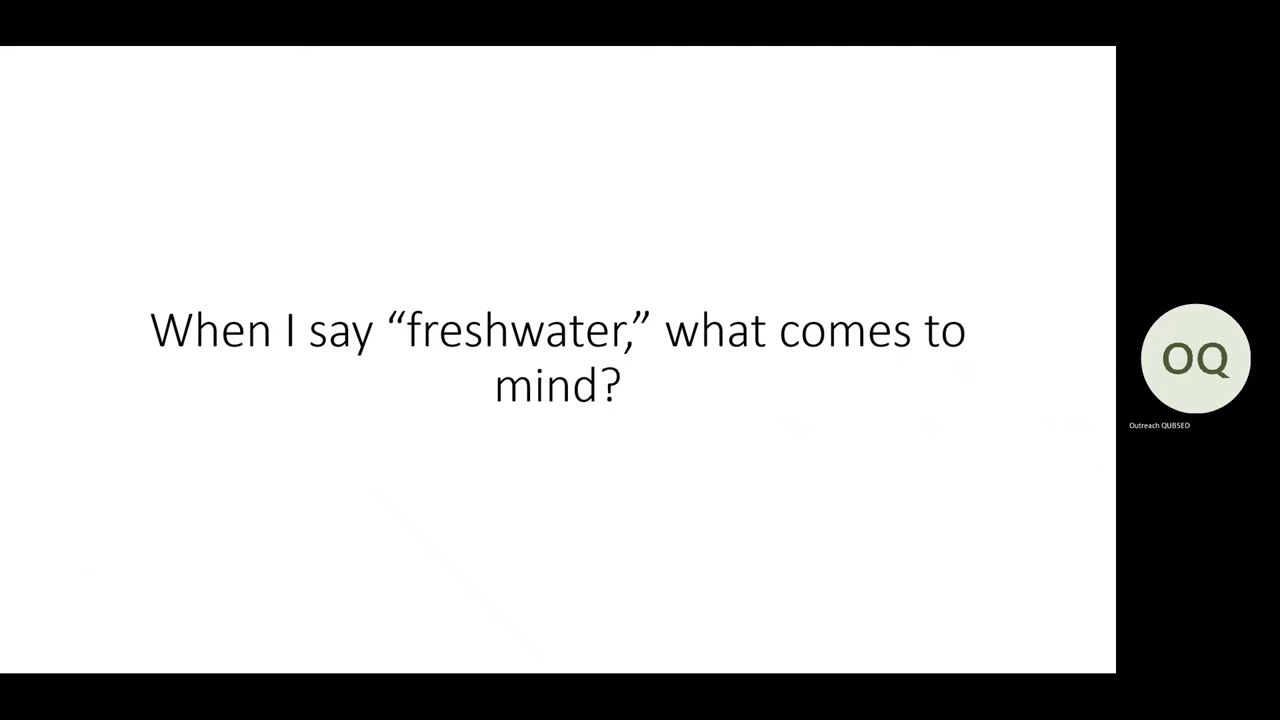 When I say “freshwater,” what comes to
mind?
OQ
Outreach QUBSED